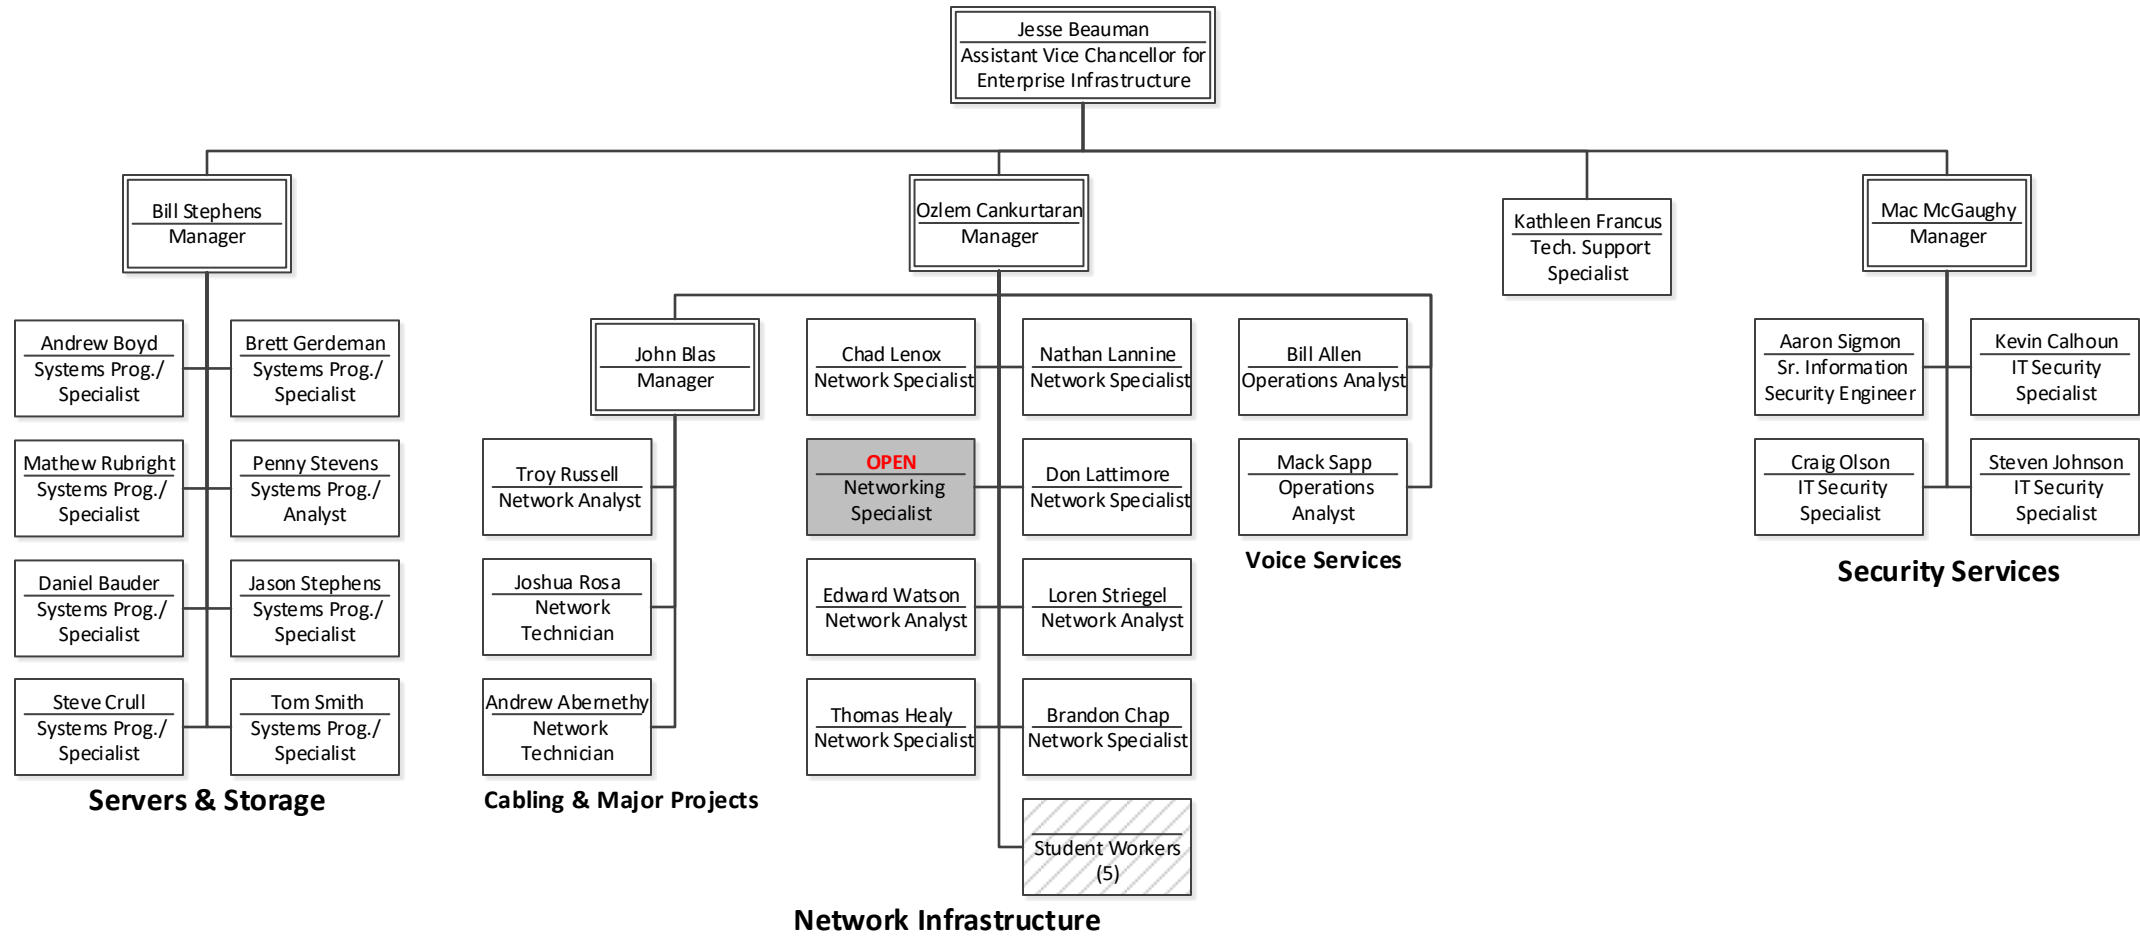 Jesse Beauman
Assistant Vice Chancellor for
Enterprise Infrastructure
Bill Stephens
Manager
Ozlem Cankurtaran
Manager
Kathleen Francus
Tech. Support
Specialist
Mac McGaughy
Manager
Andrew Boyd
Systems Prog./
Specialist
Brett Gerdeman
Systems Prog./
Specialist
Mathew Rubright
Systems Prog./
Specialist
Penny Stevens
Systems Prog./
Analyst
Daniel Bauder
Systems Prog./
Specialist
Jason Stephens
Systems Prog./
Specialist
Steve Crull
Systems Prog./
Specialist
Tom Smith
Systems Prog./
Specialist
Servers & Storage
John Blas
Manager
Troy Russell
Network Analyst
Joshua Rosa
Network
Technician
Andrew Abernethy
Network
Technician
Cabling & Major Projects
Chad Lenox
Network Specialist
Nathan Lannine
Network Specialist
OPEN
Networking
Specialist
Don Lattimore
Network Specialist
Edward Watson
Network Analyst
Loren Striegel
Network Analyst
Thomas Healy
Network Specialist
Brandon Chap
Network Specialist
Student Workers
(5)
Network Infrastructure
Bill Allen
Operations Analyst
Mack Sapp
Operations
Analyst
Voice Services
Aaron Sigmon
Sr. Information
Security Engineer
Kevin Calhoun
IT Security
Specialist
Craig Olson
IT Security
Specialist
Steven Johnson
IT Security
Specialist
Security Services